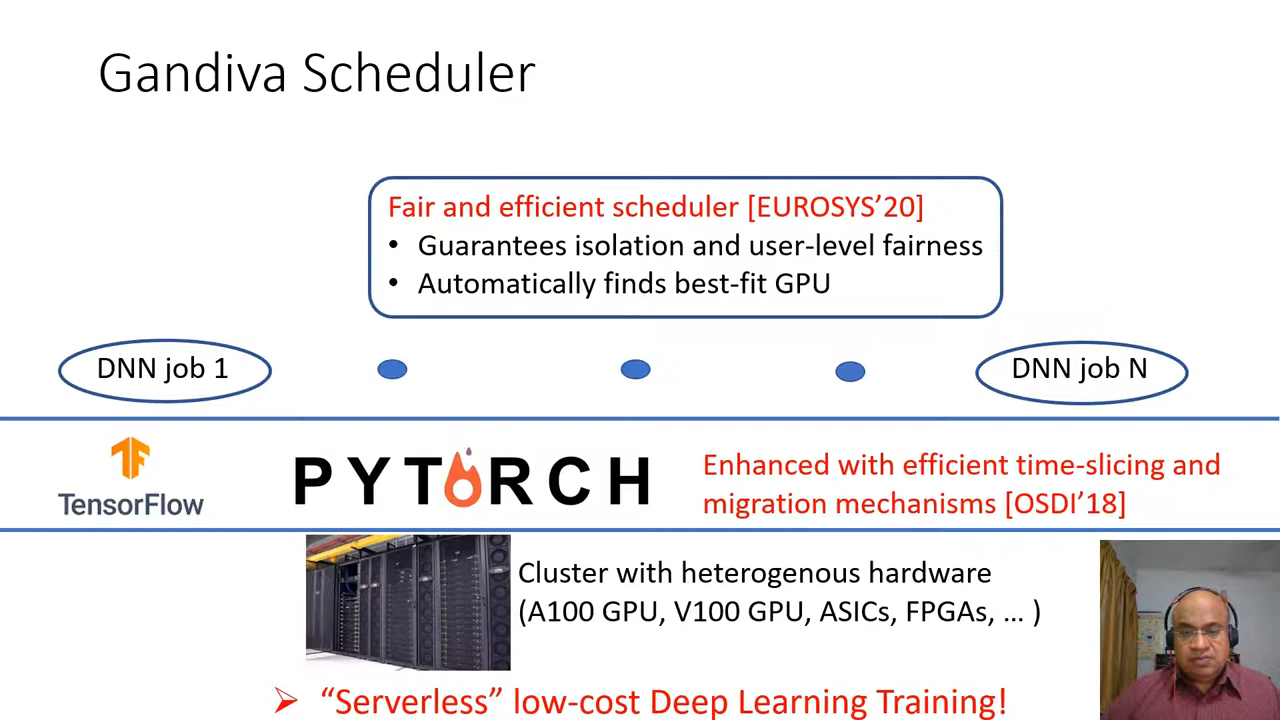 Gandiva Scheduler
Fair and efficient scheduler [EUROSYS’20]
• Guarantees isolation and user-level fairness
• Automatically finds best-fit GPU
DNN job 1
DNN job N
TensorFlow
PYTORCH
Enhanced with efficient time-slicing and
migration mechanisms [OSDI’18]
Cluster with heterogenous hardware
(A100 GPU, V100 GPU, ASICs, FPGAs, … )
➢ “Serverless” low-cost Deep Learning Training!